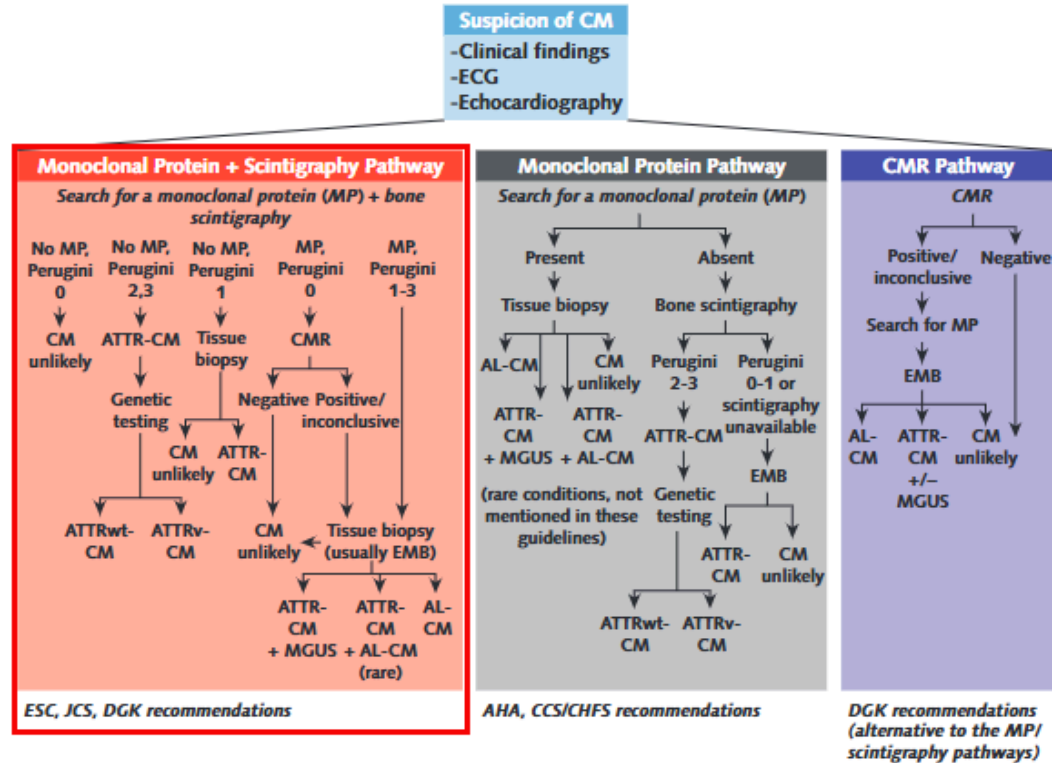 Suspicion of CM
-Clinical findings
-ECG
-Echocardiography
Monoclonal Protein + Scintigraphy Pathway
Search for a monoclonal protein (MP) + bone
scintigraphy
No MP,
Perugini
0
No MP,
Perugini
2,3
No MP,
Perugini
1
MP,
Perugini
0
MP,
Perugini
1-3
CM
unlikely
ATTR-CM
Tissue
biopsy
CMR
Genetic
testing
Negative
Positive/
inconclusive
CM
unlikely
ATTR-
CM
ATTRwt-
CM
ATTRv-
CM
CM
unlikely
Tissue biopsy
(usually EMB)
ATTR-
CM
+ MGUS
ATTR-
CM
+ AL-CM
(rare)
AL-
CM
ESC, JCS, DGK recommendations
Monoclonal Protein Pathway
Search for a monoclonal protein (MP)
Present
Absent
Tissue biopsy
Bone scintigraphy
AL-CM
CM
unlikely
ATTR-
CM
+ MGUS
ATTR-
CM
+ AL-CM
(rare conditions, not
mentioned in these
guidelines)
Perugini
2-3
Perugini
0-1 or
scintigraphy
unavailable
ATTR-CM
EMB
Genetic
testing
ATTR-
CM
CM
unlikely
ATTRwt-
CM
ATTRv-
CM
AHA, CCS/CHFS recommendations
CMR Pathway
CMR
Positive/
inconclusive
Negative
Search for MP
EMB
AL-
CM
ATTR-
CM
+/−
MGUS
CM
unlikely
DGK recommendations
(alternative to the MP/
scintigraphy pathways)